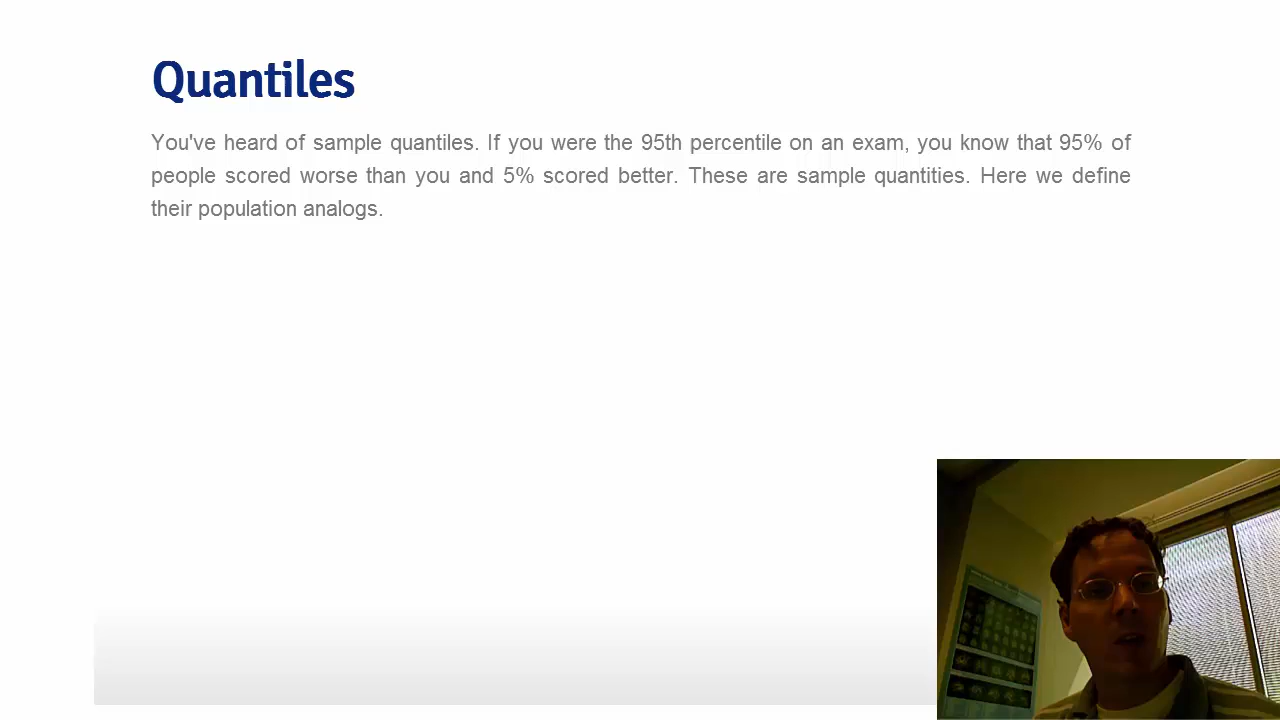 Quantiles
You've heard of sample quantiles. If you were the 95th percentile on an exam, you know that 95% of
people scored worse than you and 5% scored better. These are sample quantities. Here we define
their population analogs.